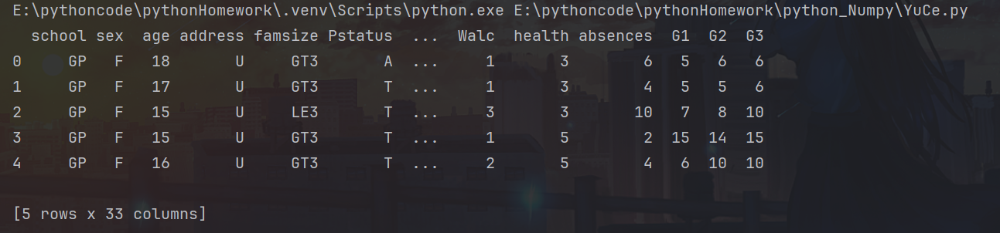 E:\pythoncode\pythonHomework\.venv\Scripts\python.exe E:\pythoncode\pythonHomework\python_Numpy\YuCe.py
  school sex  age address famsize Pstatus  ...  Walc  health absences  G1  G2  G3
0     GP   F   18       U     GT3       A  ...     1       3        6   5   6   6
1     GP   F   17       U     GT3       T  ...     1       3        4   5   5   6
2     GP   F   15       U     LE3       T  ...     3       3       10   7   8  10
3     GP   F   15       U     GT3       T  ...     1       5        2  15  14  15
4     GP   F   16       U     GT3       T  ...     2       5        4   6  10  10
[5 rows x 33 columns]